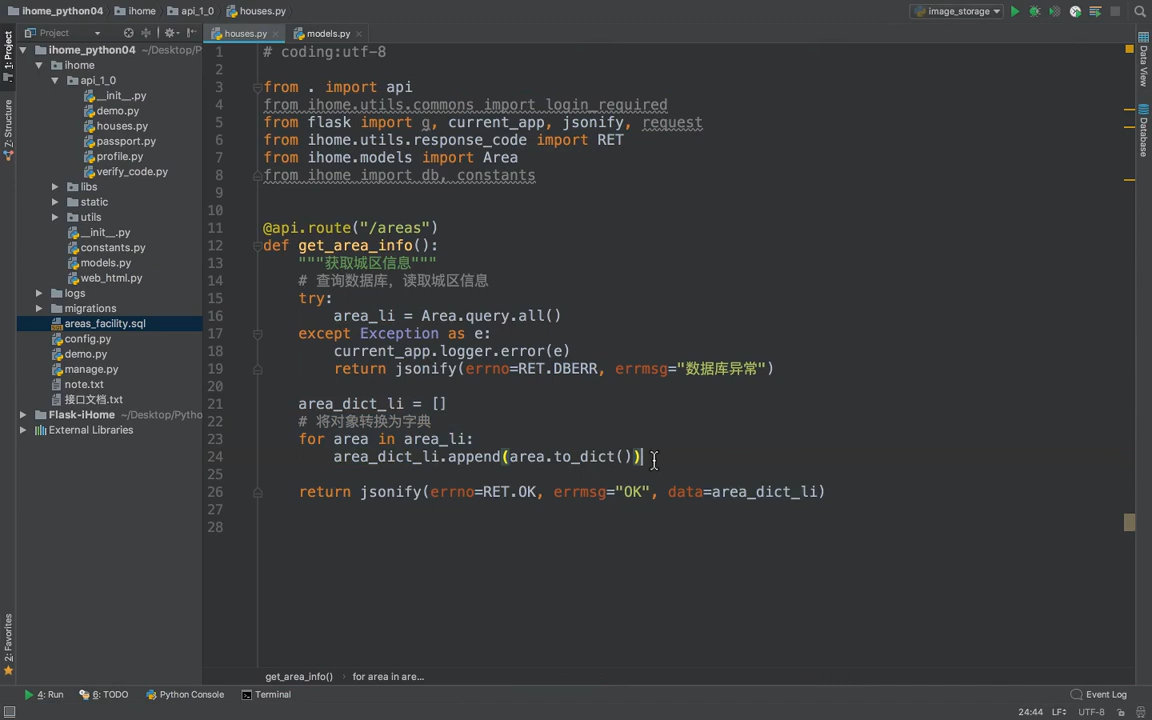 ihome_python04
ihome
api_1_0
houses.py
image_storage
Project
houses.py
models.py
1: Project
Z: Structure
2: Favorites
ihome_python04 ~/Desktop/P
ihome
api_1_0
__init__.py
demo.py
houses.py
passport.py
profile.py
verify_code.py
libs
static
utils
__init__.py
constants.py
models.py
web_html.py
logs
migrations
areas_facility.sql
config.py
demo.py
manage.py
note.txt
接口文档.txt
Flask-iHome ~/Desktop/Pytho
External Libraries
1 # coding:utf-8
2
3 from . import api
4 from ihome.utils.commons import login_required
5 from flask import g, current_app, jsonify, request
6 from ihome.utils.response_code import RET
7 from ihome.models import Area
8 from ihome import db, constants
9
10
11 @api.route("/areas")
12 def get_area_info():
13 """获取城区信息"""
14 # 查询数据库，读取城区信息
15 try:
16 area_li = Area.query.all()
17 except Exception as e:
18 current_app.logger.error(e)
19 return jsonify(errno=RET.DBERR, errmsg="数据库异常")
20
21 area_dict_li = []
22 # 将对象转换为字典
23 for area in area_li:
24 area_dict_li.append(area.to_dict())
25
26 return jsonify(errno=RET.OK, errmsg="OK", data=area_dict_li)
27
28
Data View
Database
get_area_info()
for area in are...
4: Run
6: TODO
Python Console
Terminal
Event Log
24:44
LF
UTF-8